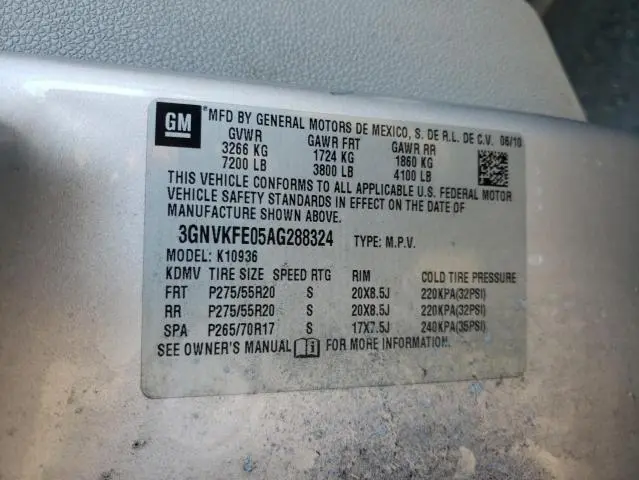 GM *MFD BY GENERAL MOTORS DE MEXICO, S. DE R.L. DE C.V. 06/10
GVWR GAWR FRT GAWR RR
3266 KG 1724 KG 1860 KG
7200 LB 3800 LB 4100 LB
THIS VEHICLE CONFORMS TO ALL APPLICABLE U.S. FEDERAL MOTOR
VEHICLE SAFETY STANDARDS IN EFFECT ON THE DATE OF
MANUFACTURE SHOWN ABOVE.
3GNVKFE05AG288324 TYPE: M.P.V.
MODEL: K10936
KDMV TIRE SIZE SPEED RTG RIM COLD TIRE PRESSURE
FRT P275/55R20 S 20X8.5J 220KPA(32PSI)
RR P275/55R20 S 20X8.5J 220KPA(32PSI)
SPA P265/70R17 S 17X7.5J 240KPA(35PSI)
SEE OWNER'S MANUAL FOR MORE INFORMATION.